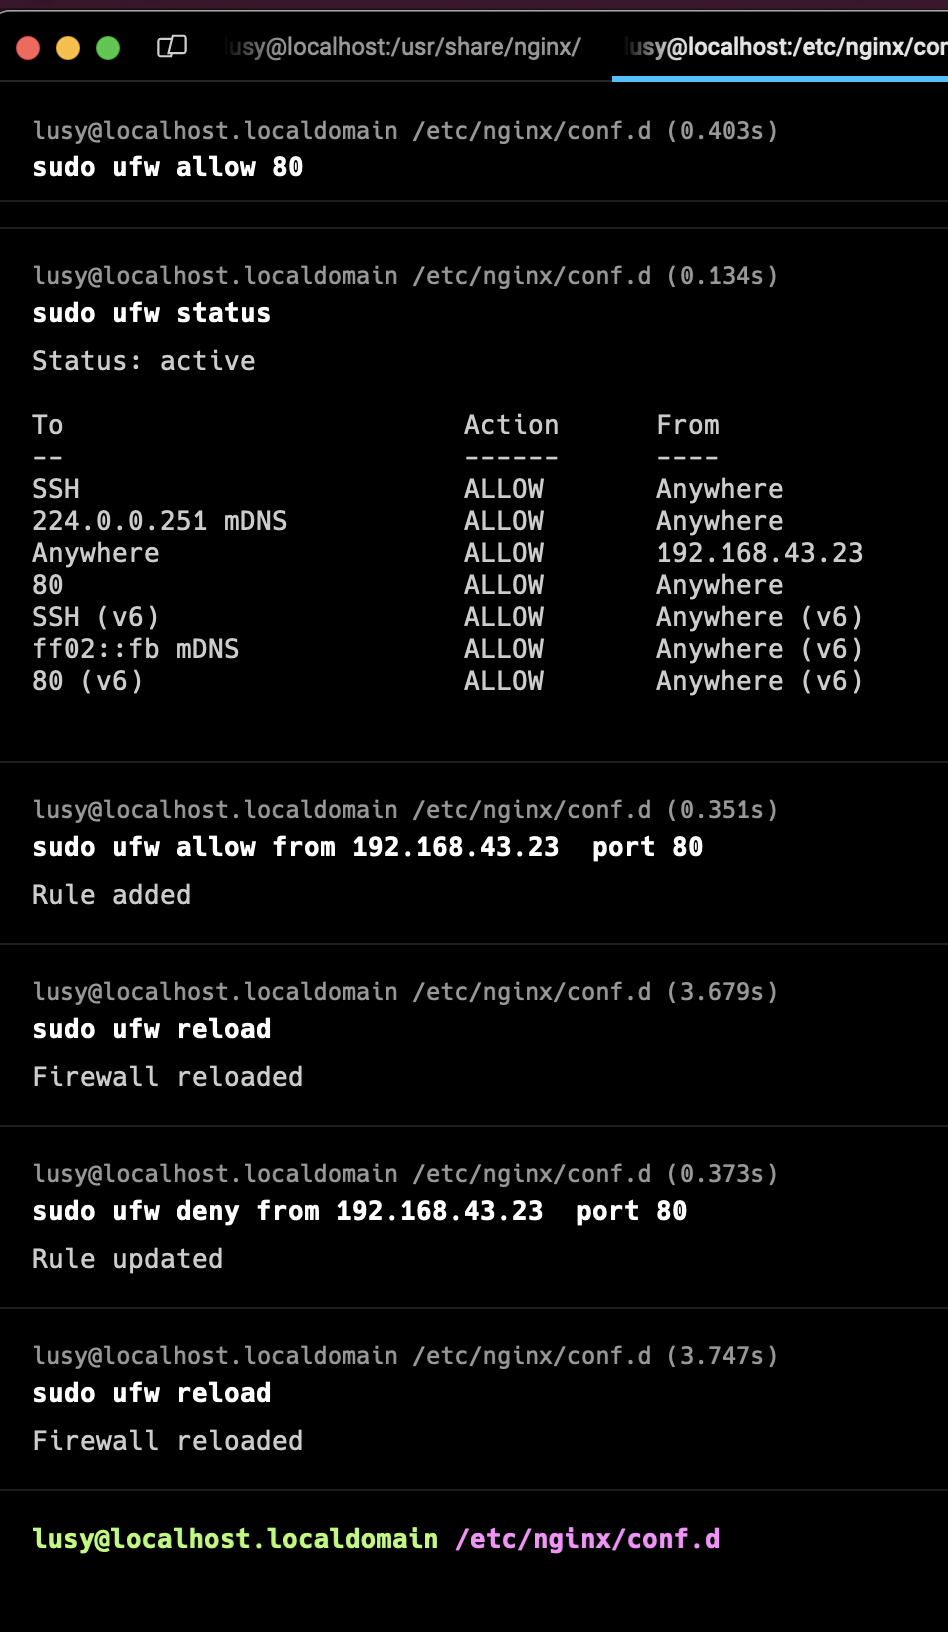 lusy@localhost:/usr/share/nginx/
lusy@localhost:/etc/nginx/con
lusy@localhost.localdomain /etc/nginx/conf.d (0.403s)
sudo ufw allow 80
lusy@localhost.localdomain /etc/nginx/conf.d (0.134s)
sudo ufw status
Status: active
To Action From
-- ------ ----
SSH ALLOW Anywhere
224.0.0.251 mDNS ALLOW Anywhere
Anywhere ALLOW 192.168.43.23
80 ALLOW Anywhere
SSH (v6) ALLOW Anywhere (v6)
ff02::fb mDNS ALLOW Anywhere (v6)
80 (v6) ALLOW Anywhere (v6)
lusy@localhost.localdomain /etc/nginx/conf.d (0.351s)
sudo ufw allow from 192.168.43.23  port 80
Rule added
lusy@localhost.localdomain /etc/nginx/conf.d (3.679s)
sudo ufw reload
Firewall reloaded
lusy@localhost.localdomain /etc/nginx/conf.d (0.373s)
sudo ufw deny from 192.168.43.23  port 80
Rule updated
lusy@localhost.localdomain /etc/nginx/conf.d (3.747s)
sudo ufw reload
Firewall reloaded
lusy@localhost.localdomain /etc/nginx/conf.d